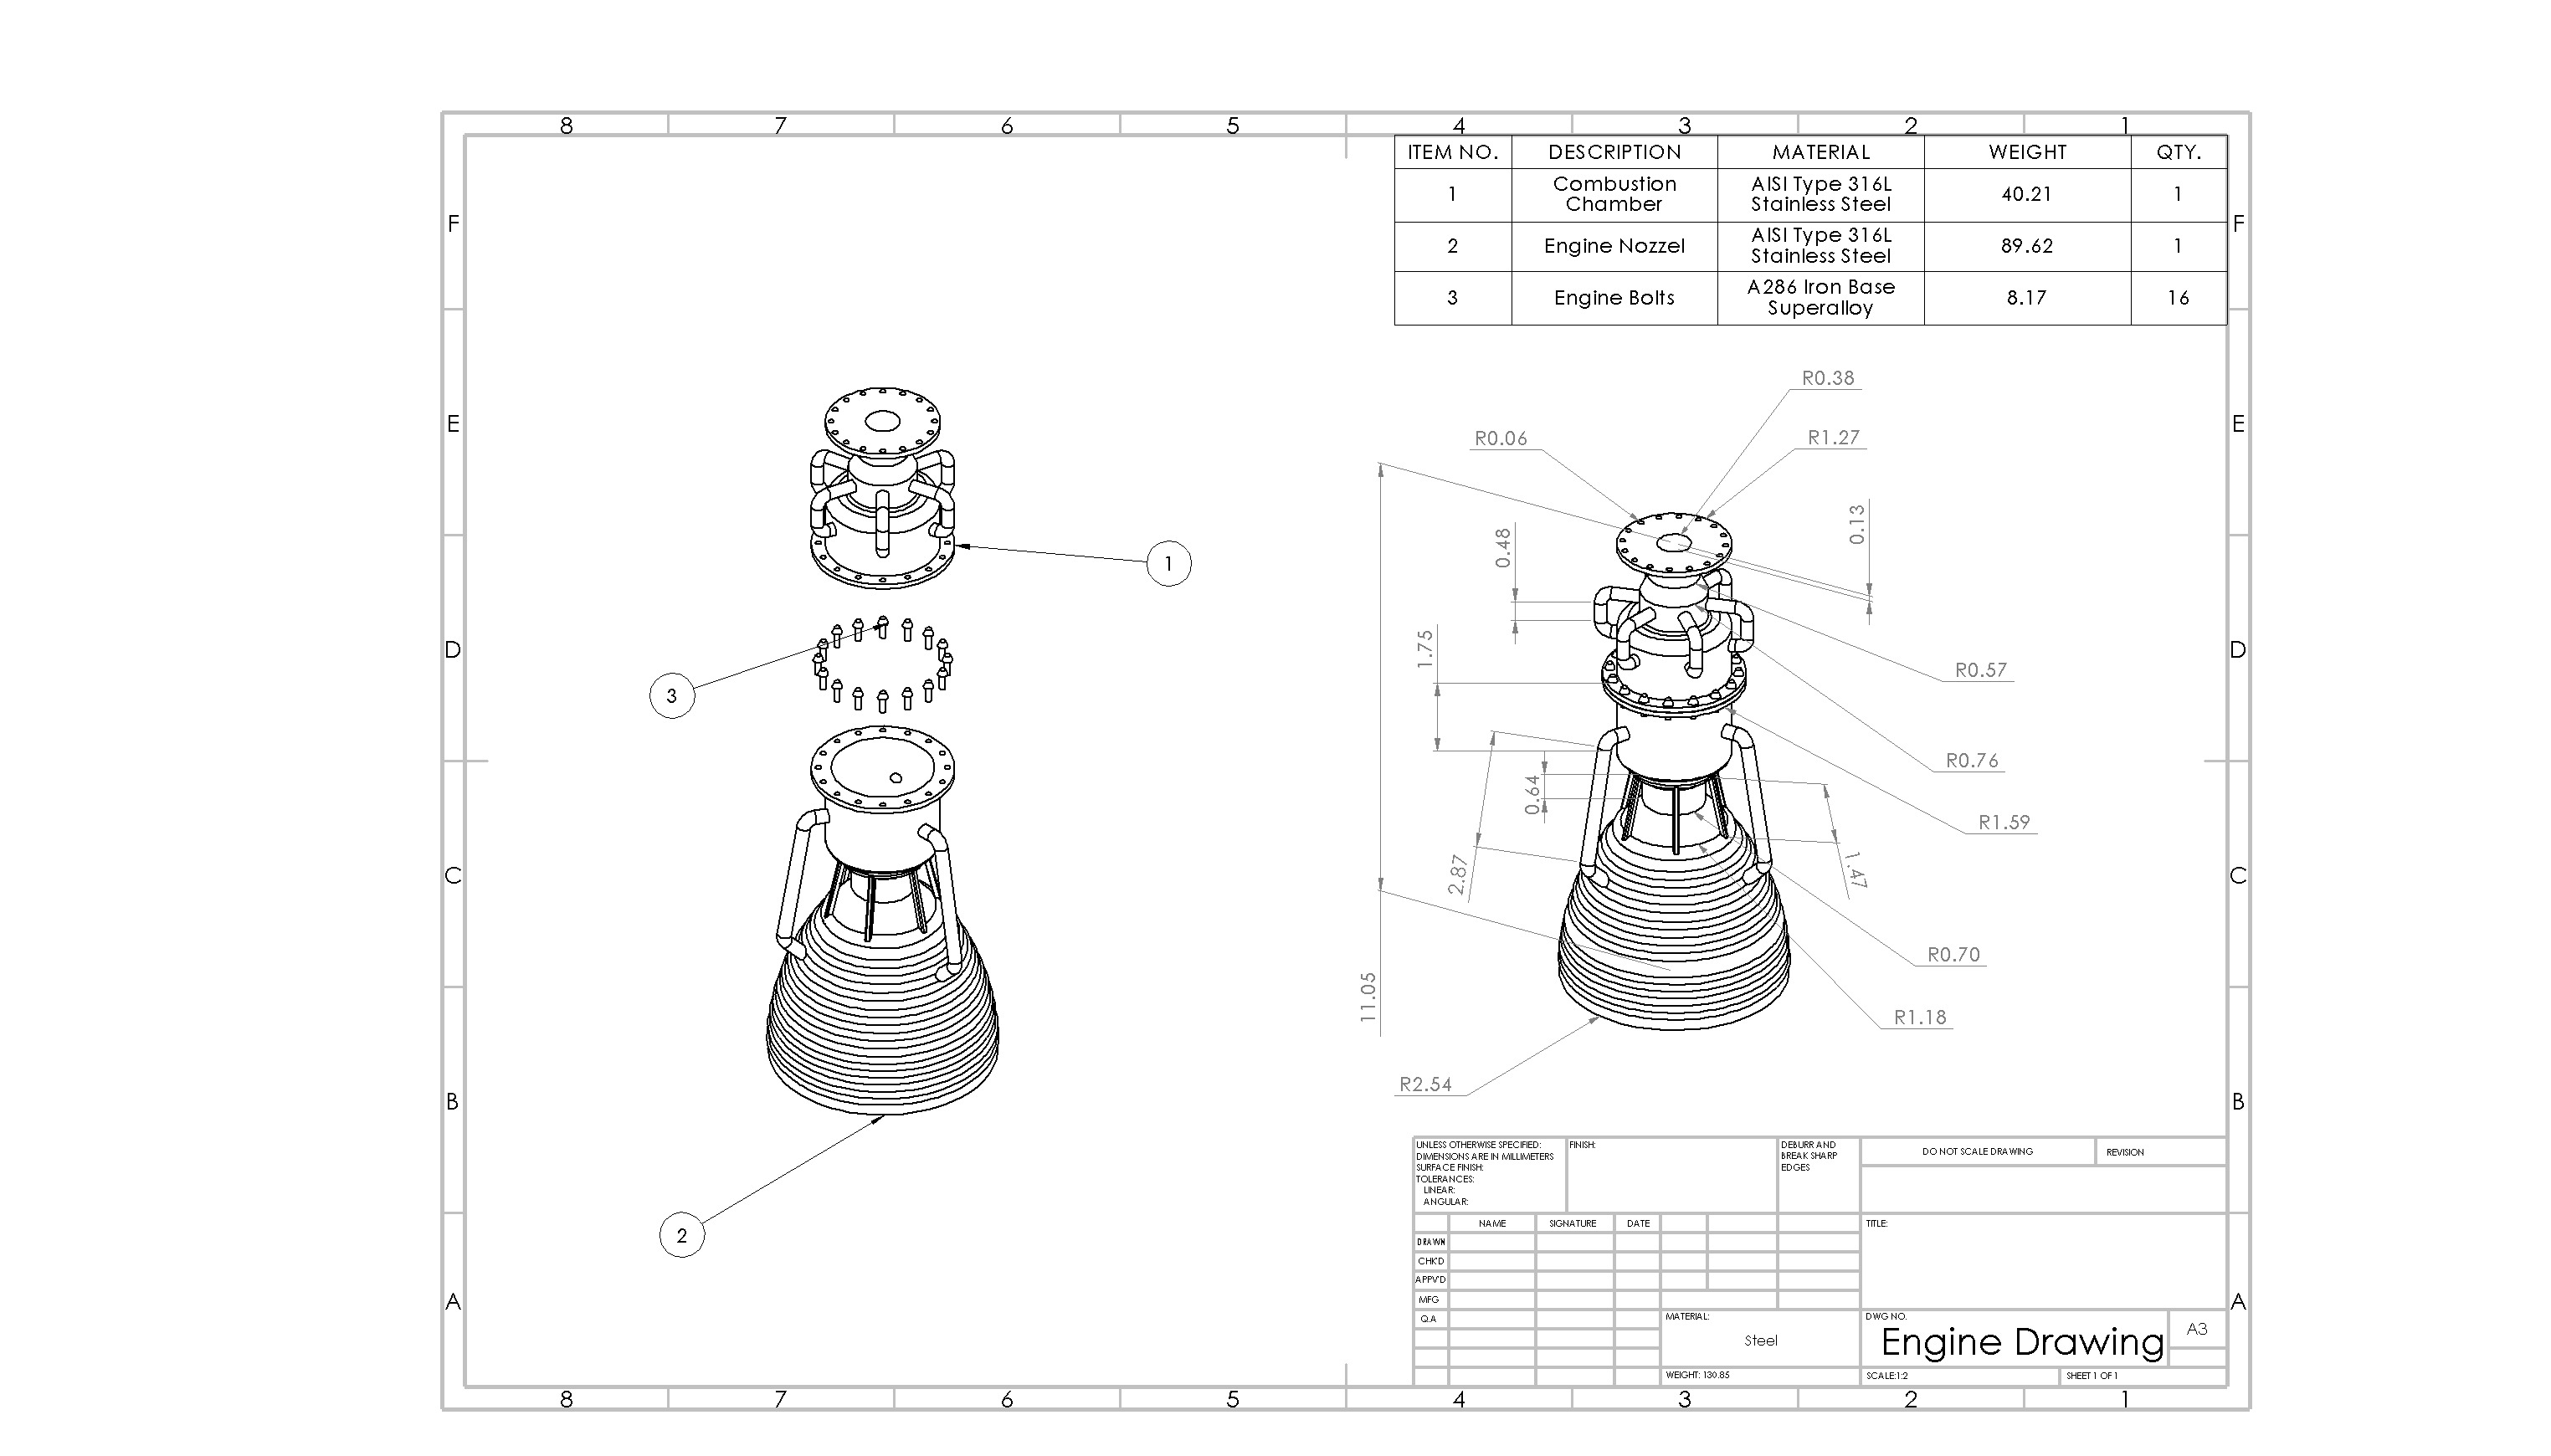 8 7 6 5 4 3 2 1
F
E
D
C
B
A
F
E
D
C
B
A
ITEM NO. DESCRIPTION MATERIAL WEIGHT QTY.
1 Combustion Chamber AISI Type 316L Stainless Steel 40.21 1
2 Engine Nozzel AISI Type 316L Stainless Steel 89.62 1
3 Engine Bolts A286 Iron Base Superalloy 8.17 16
1
3
2
R0.38
R0.06
R1.27
0.13
0.48
1.75
R0.57
R0.76
0.64
R1.59
2.87
1.47
R0.70
11.05
R1.18
R2.54
UNLESS OTHERWISE SPECIFIED:
DIMENSIONS ARE IN MILLIMETERS
SURFACE FINISH:
TOLERANCES:
LINEAR:
ANGULAR:
FINISH:
DEBURR AND
BREAK SHARP
EDGES
DO NOT SCALE DRAWING
REVISION
NAME SIGNATURE DATE
DRAWN
CHK'D
APPV'D
MFG
Q.A
TITLE:
MATERIAL:
Steel
DWG NO.
Engine Drawing
A3
WEIGHT: 130.85
SCALE:1:2
SHEET 1 OF 1
8 7 6 5 4 3 2 1